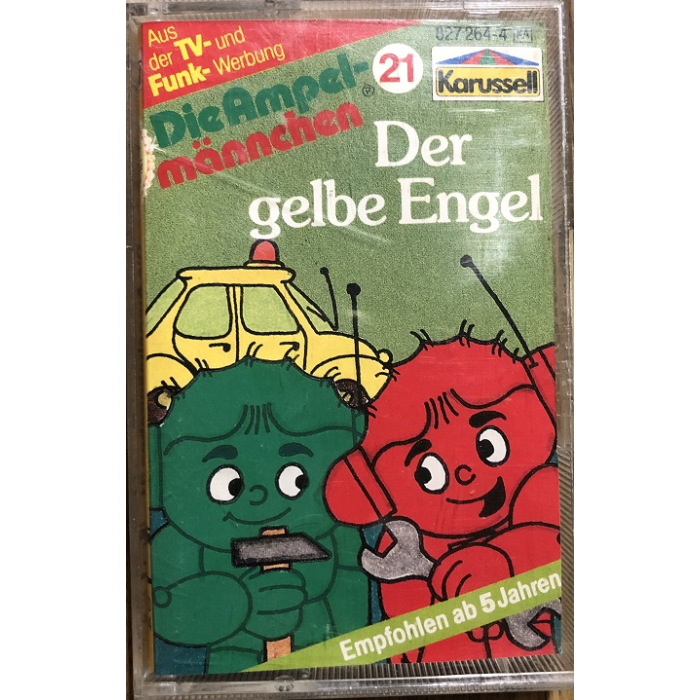 Aus
der TV- und
Funk-Werbung
827 264-4
Die Ampel-
männchen®
21
Karussell
Der
gelbe Engel
Empfohlen ab 5 Jahren